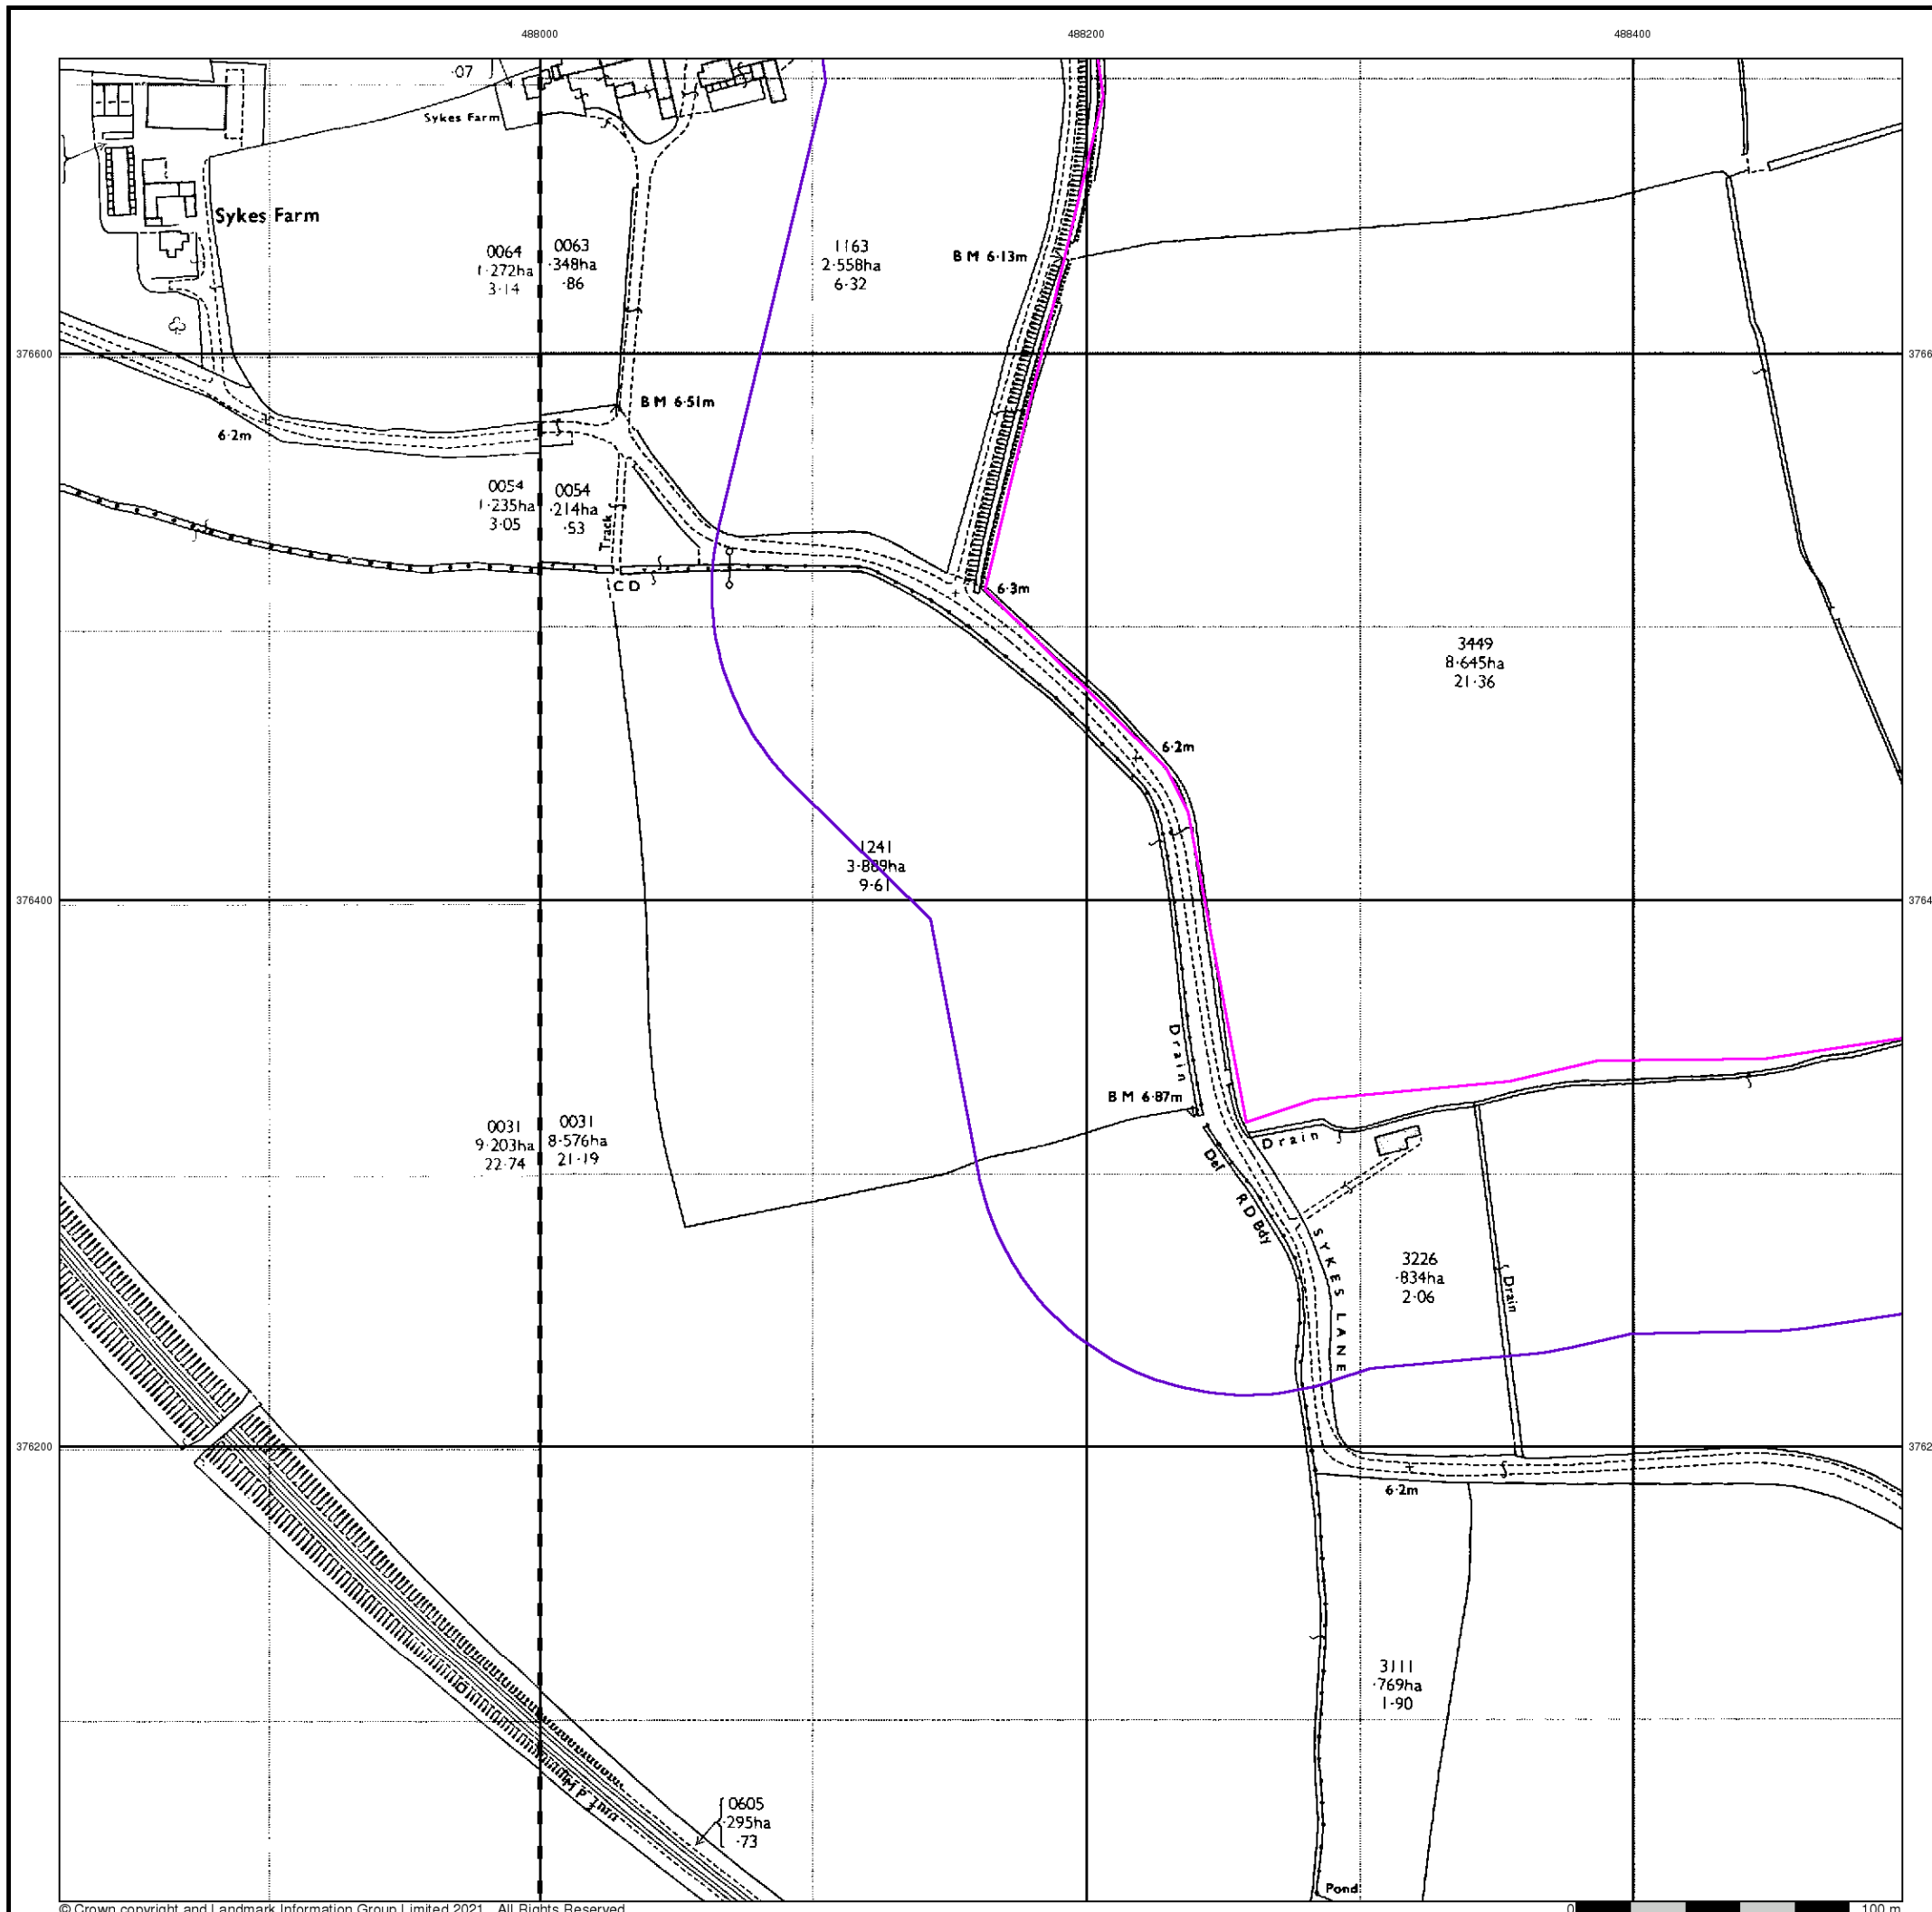 488000
488200
488400
·07
Sykes Farm
Sykes Farm
0064
1·272ha
3·14
0063
·348ha
·86
1163
2·558ha
6·32
B M 6·13m
376600
3766
B M 6·51m
6·2m
0054
1·235ha
3·05
0054
·214ha
·53
Track
C D
6·3m
3449
8·645ha
21·36
6·2m
1241
3·889ha
9·61
376400
3764
Drain
B M 6·87m
Drain
0031
9·203ha
22·74
0031
8·576ha
21·19
Def
R D Bdy
SYKES LANE
3226
·834ha
2·06
Drain
376200
3762
6·2m
3111
·769ha
1·90
M P
0605
·295ha
·73
Pond
© Crown copyright and Landmark Information Group Limited 2021. All Rights Reserved.
0
100 m